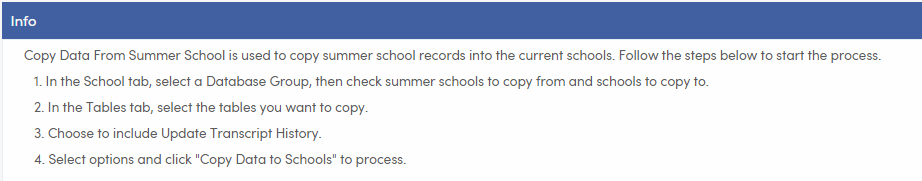 Info
Copy Data From Summer School is used to copy summer school records into the current schools. Follow the steps below to start the process.
1. In the School tab, select a Database Group, then check summer schools to copy from and schools to copy to.
2. In the Tables tab, select the tables you want to copy.
3. Choose to include Update Transcript History.
4. Select options and click "Copy Data to Schools" to process.